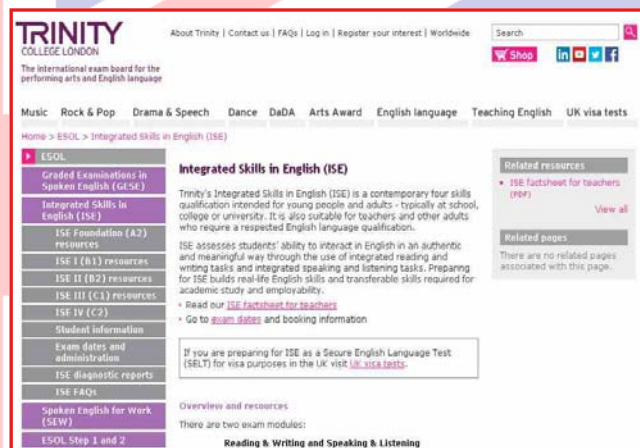 TRINITY
COLLEGE LONDON
The international exam board for the
performing arts and English language
About Trinity | Contact us | FAQs | Log in | Register your interest | Worldwide
Search
Shop
Music Rock & Pop Drama & Speech Dance DaDA Arts Award English language Teaching English UK visa tests
Home > ESOL > Integrated Skills in English (ISE)
ESOL
Graded Examinations in
Spoken English (GESE)
Integrated Skills in
English (ISE)
ISE Foundation (A2)
resources
ISE I (B1) resources
ISE II (B2) resources
ISE III (C1) resources
ISE IV (C2)
Student information
Exam dates and
administration
ISE diagnostic reports
ISE FAQs
Spoken English for Work
(SEW)
ESOL Step 1 and 2
Integrated Skills in English (ISE)
Trinity's Integrated Skills in English (ISE) is a contemporary four skills
qualification intended for young people and adults - typically at school,
college or university. It is also suitable for teachers and other adults
who require a respected English language qualification.
ISE assesses students' ability to interact in English in an authentic
and meaningful way through the use of integrated reading and
writing tasks and integrated speaking and listening tasks. Preparing
for ISE builds real-life English skills and transferable skills required for
academic study and employability.
• Read our ISE factsheet for teachers
• Go to exam dates and booking information
If you are preparing for ISE as a Secure English Language Test
(SELT) for visa purposes in the UK visit UK visa tests.
Overview and resources
There are two exam modules:
Reading & Writing and Speaking & Listening
Related resources
• ISE factsheet for teachers
(PDF)
View all
Related pages
There are no related pages
associated with this page.